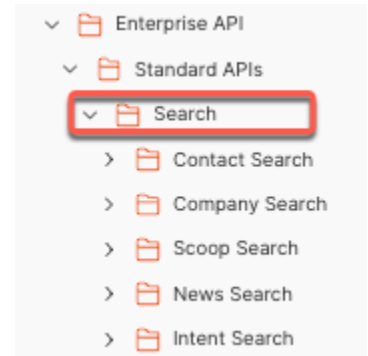 Enterprise API
Standard APIs
Search
Contact Search
Company Search
Scoop Search
News Search
Intent Search